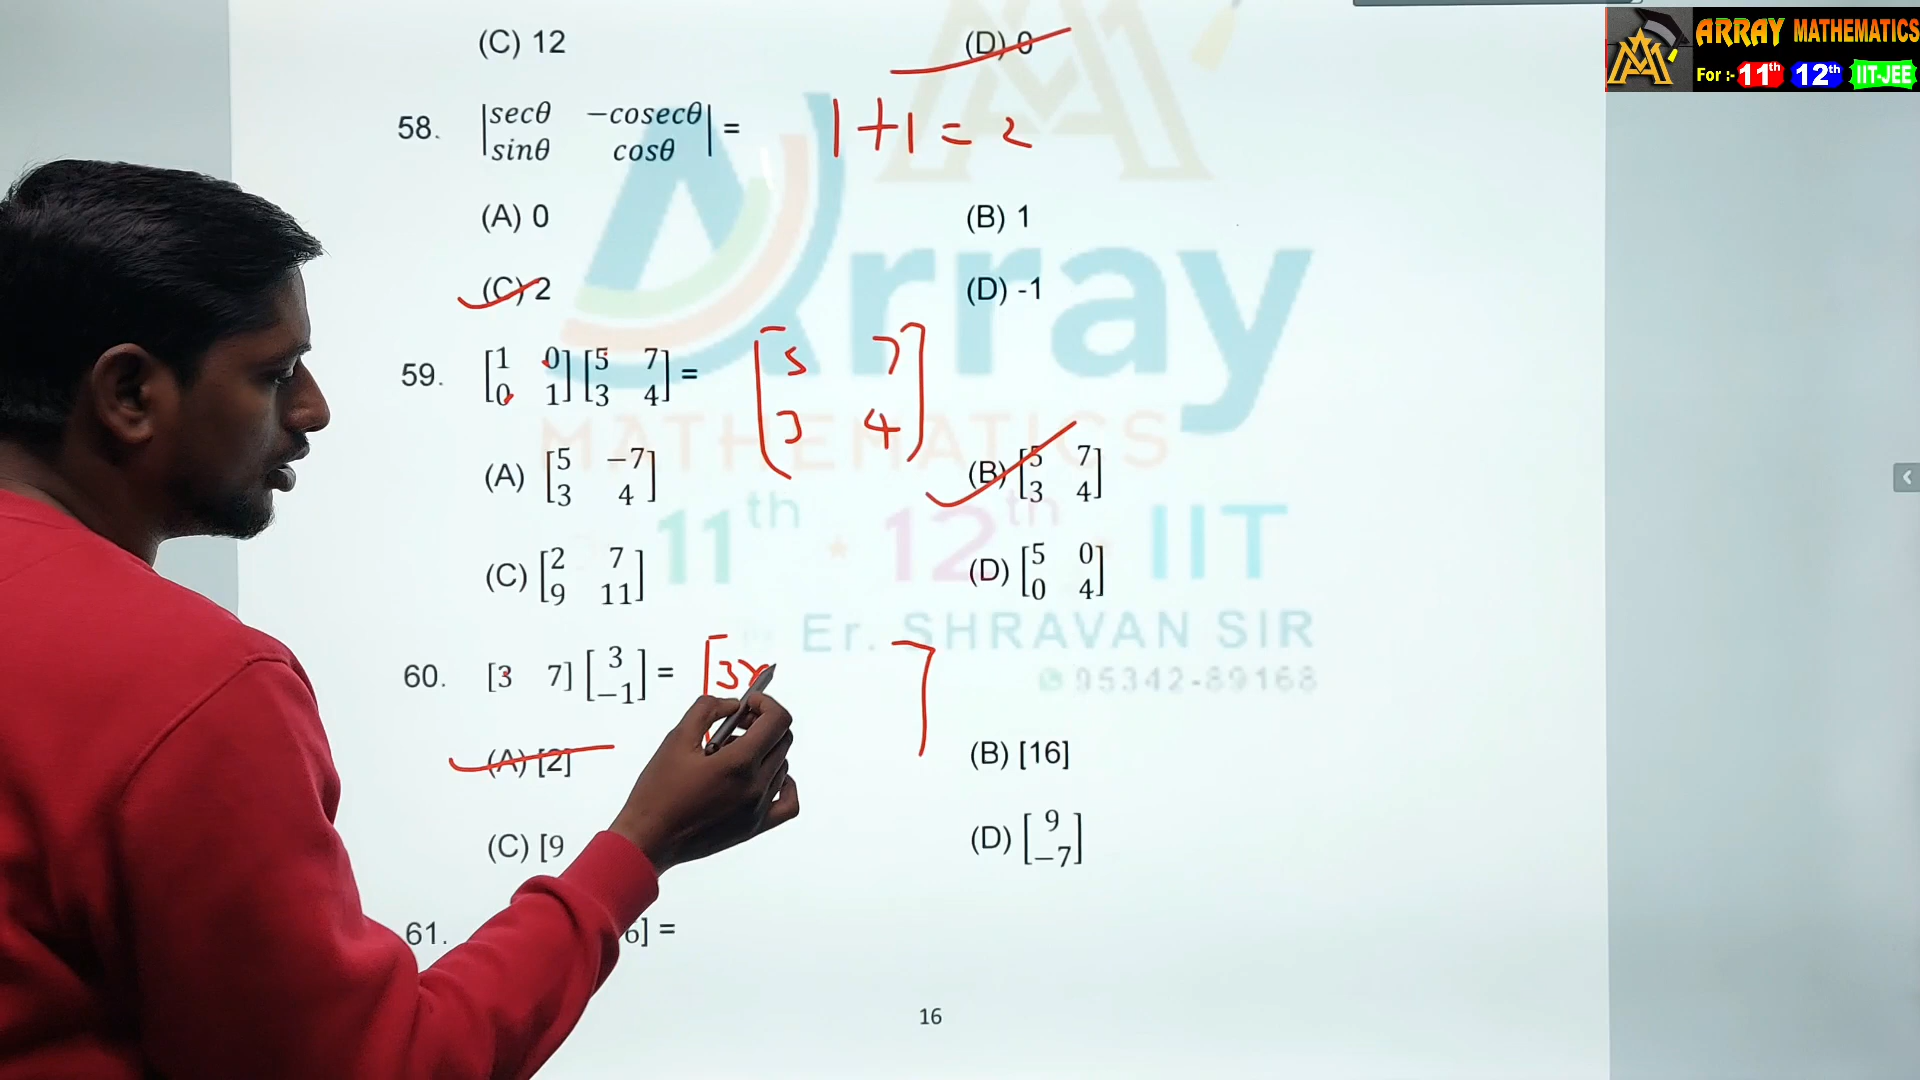 ARRAY MATHEMATICS
For :- 11th 12th IIT-JEE
(C) 12 (D) 0
58. |secθ −cosecθ| = 1 + 1 = 2
|sinθ cosθ|
(A) 0 (B) 1
(C) 2 (D) -1
59. [1 0] [5 7] = [5 7]
[0 1] [3 4] [3 4]
(A) [5 −7] (B) [5 7]
[3 4] [3 4]
(C) [2 7] (D) [5 0]
[9 11] [0 4]
60. [3 7] [3] = [3x
[−1]
(A) [2] (B) [16]
(C) [9 (D) [9]
[−7]
61. 6] =
16
Array
MATHEMATICS
11th * 12th * IIT
Er. SHRAVAN SIR
95342-89168